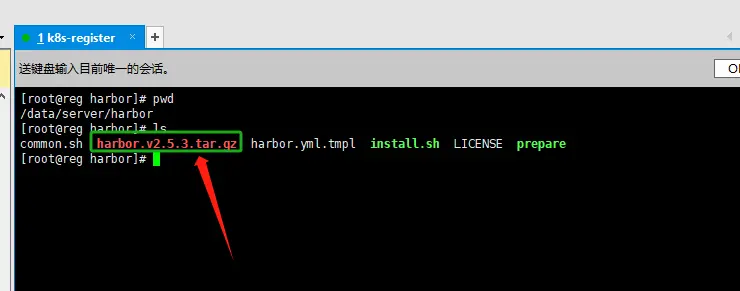 1 k8s-register
送键盘输入目前唯一的会话。
[root@reg harbor]# pwd
/data/server/harbor
[root@reg harbor]# ls
common.sh harbor.v2.5.3.tar.gz harbor.yml.tmpl install.sh LICENSE prepare
[root@reg harbor]#